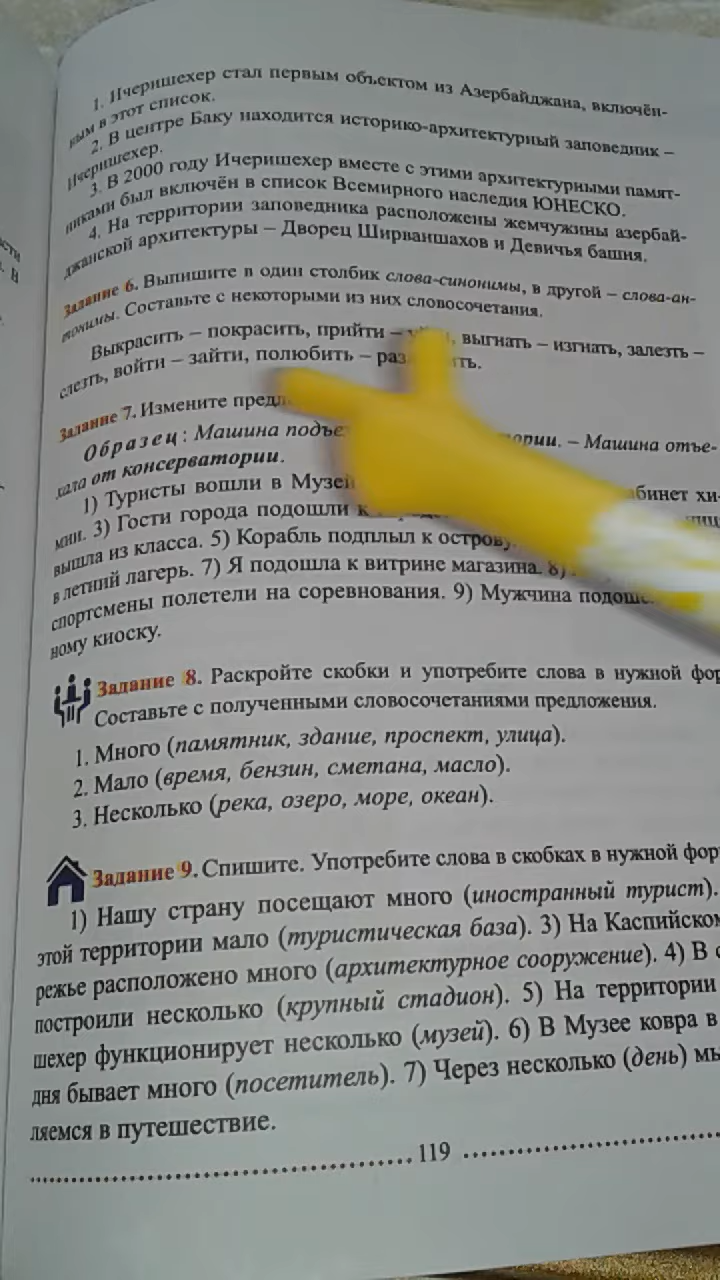 1. Ичеришехер стал первым объектом из Азербайджана, включён-
ным в этот список.
2. В центре Баку находится историко-архитектурный заповедник –
Ичеришехер.
3. В 2000 году Ичеришехер вместе с этими архитектурными памят-
никами был включён в список Всемирного наследия ЮНЕСКО.
4. На территории заповедника расположены жемчужины азербай-
джанской архитектуры – Дворец Ширваншахов и Девичья башня.
Задание 6. Выпишите в один столбик слова-синонимы, в другой – слова-ан-
тонимы. Составьте с некоторыми из них словосочетания.
Выкрасить – покрасить, прийти – , выгнать – изгнать, залезть –
слезть, войти – зайти, полюбить –
Задание 7. Измените
Образец: Машина – Машина отъе-
хала от консерватории.
1) Туристы вошли в Музей хи-
мии. 3) Гости города подошли к
вышла из класса. 5) Корабль подплыл к острову.
в летний лагерь. 7) Я подошла к витрине магазина. 8)
спортсмены полетели на соревнования. 9) Мужчина
ному киоску.
Задание 8. Раскройте скобки и употребите слова в нужной фор
Составьте с полученными словосочетаниями предложения.
1. Много (памятник, здание, проспект, улица).
2. Мало (время, бензин, сметана, масло).
3. Несколько (река, озеро, море, океан).
Задание 9. Спишите. Употребите слова в скобках в нужной фор
1) Нашу страну посещают много (иностранный турист).
этой территории мало (туристическая база). 3) На Каспийском
режье расположено много (архитектурное сооружение). 4) В
построили несколько (крупный стадион). 5) На территории
шехер функционирует несколько (музей). 6) В Музее ковра в
дня бывает много (посетитель). 7) Через несколько (день) мы
ляемся в путешествие.
119